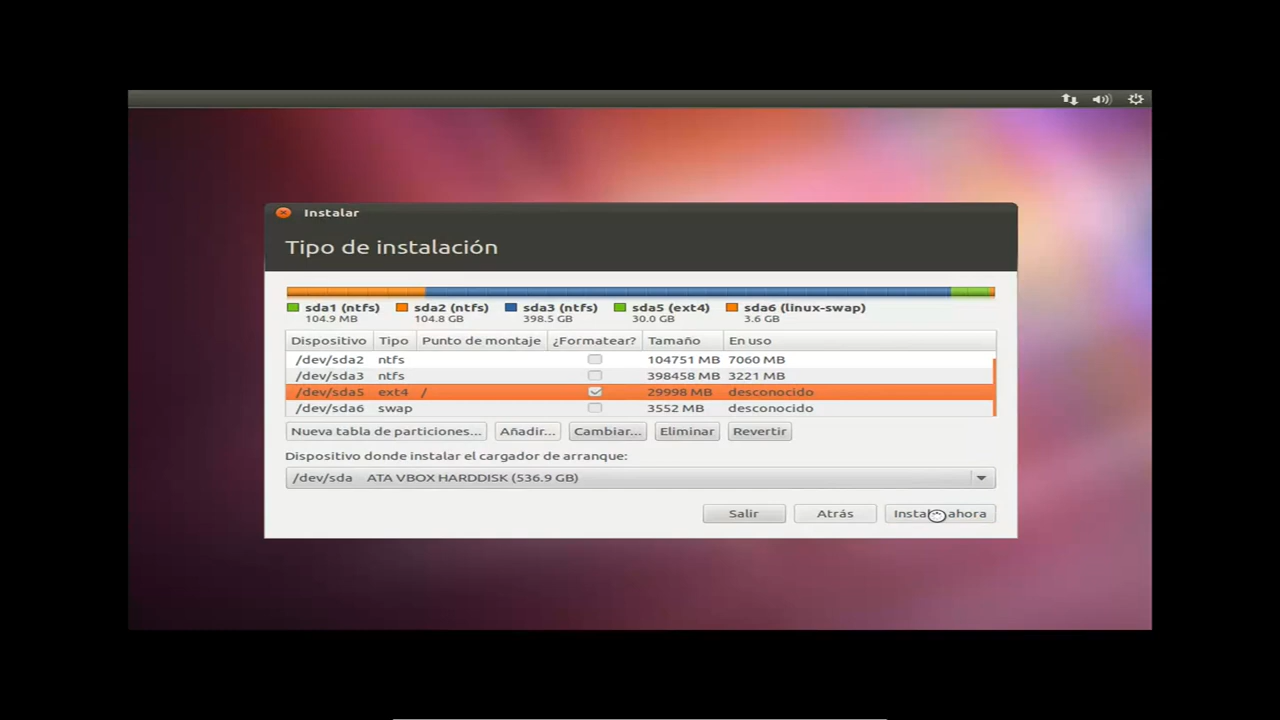 Instalar
Tipo de instalación
sda1 (ntfs) sda2 (ntfs) sda3 (ntfs) sda5 (ext4) sda6 (linux-swap)
104.9 MB 104.8 GB 398.5 GB 30.0 GB 3.6 GB
Dispositivo Tipo Punto de montaje ¿Formatear? Tamaño En uso
/dev/sda2 ntfs 104751 MB 7060 MB
/dev/sda3 ntfs 398458 MB 3221 MB
/dev/sda5 ext4 / 29998 MB desconocido
/dev/sda6 swap 3552 MB desconocido
Nueva tabla de particiones... Añadir... Cambiar... Eliminar Revertir
Dispositivo donde instalar el cargador de arranque:
/dev/sda ATA VBOX HARDDISK (536.9 GB)
Salir Atrás Instalar ahora